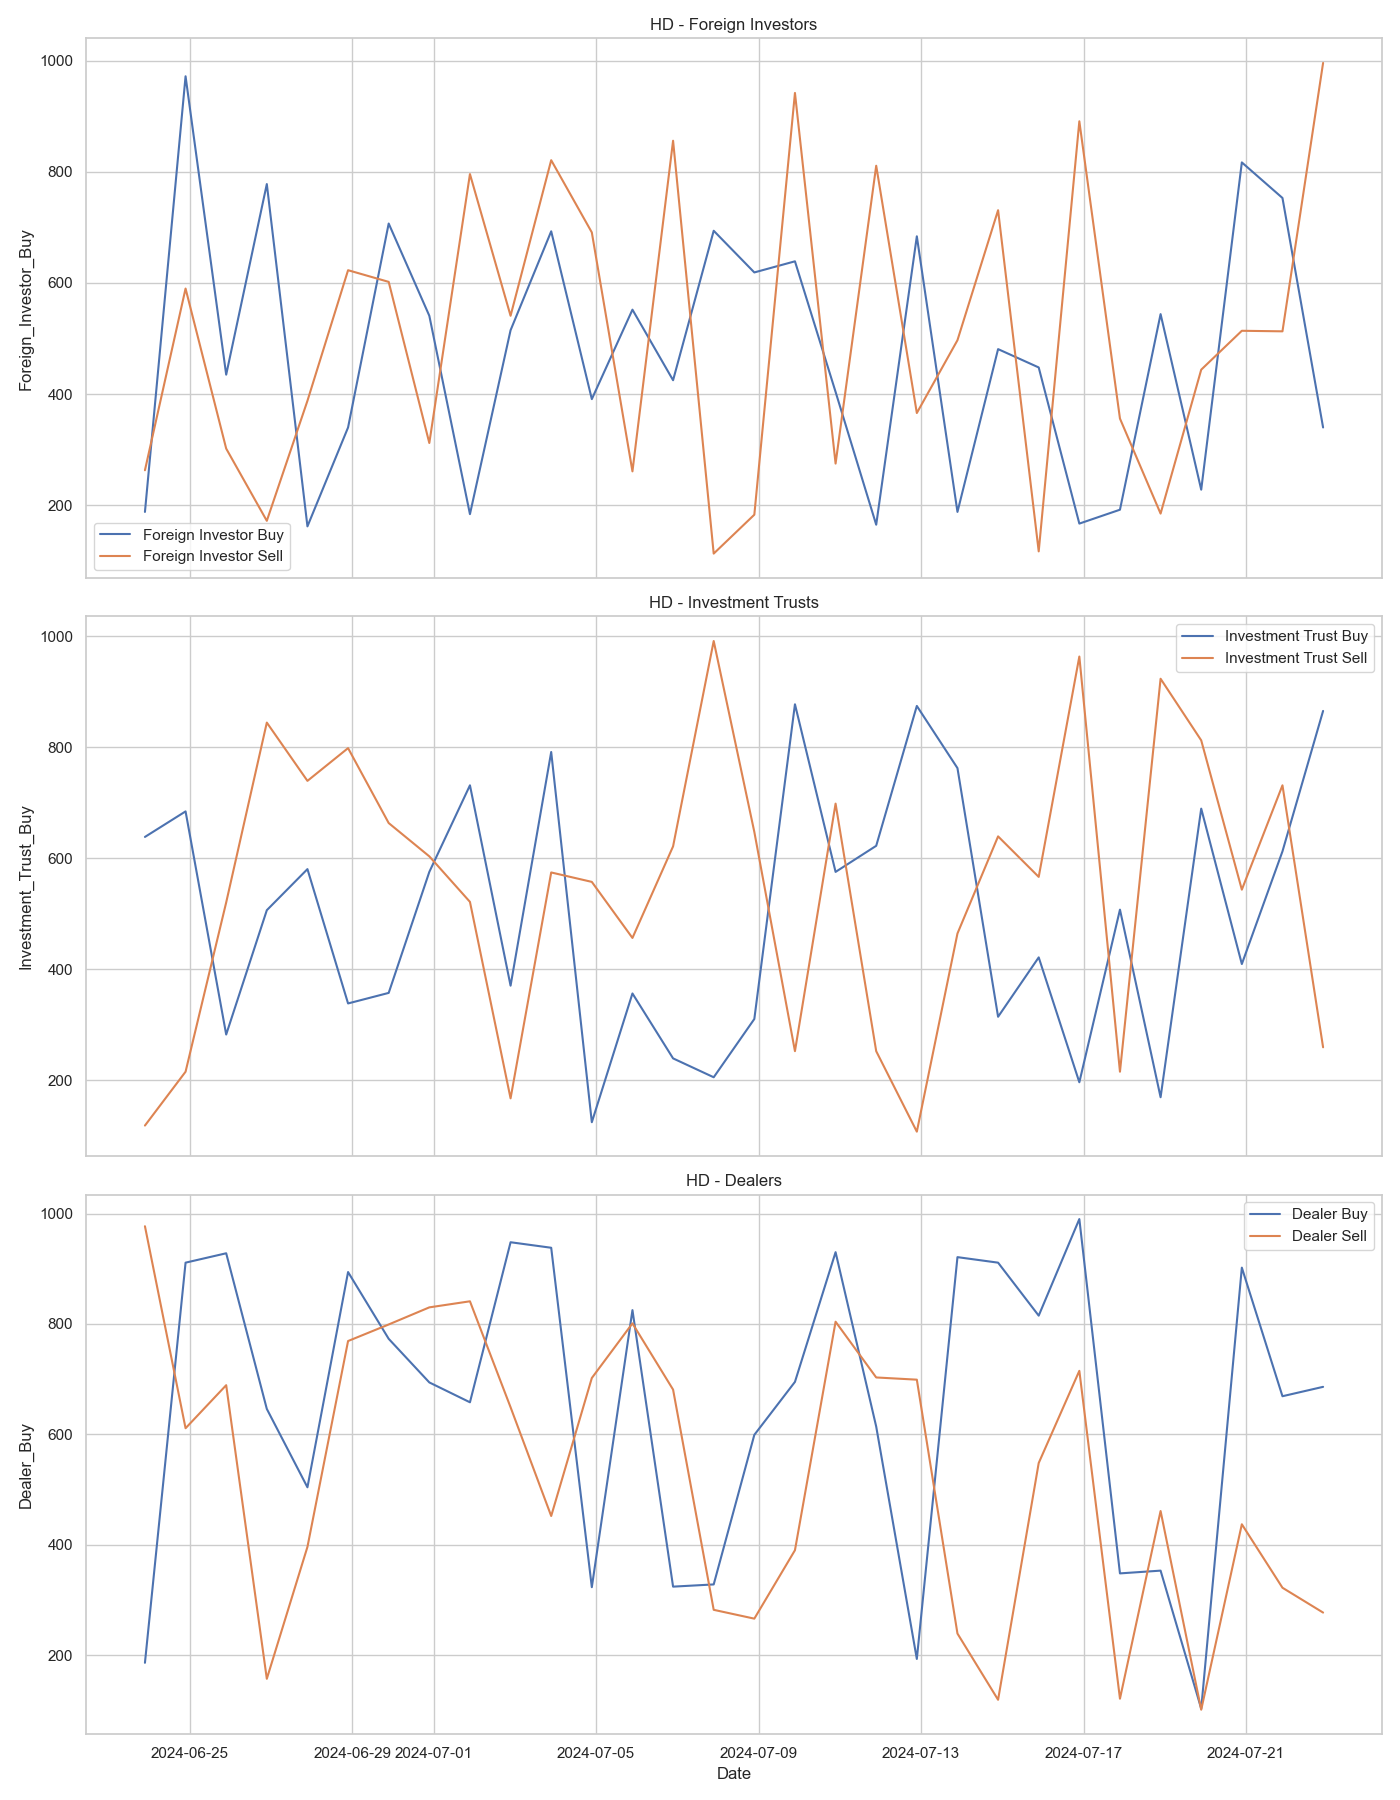 HD - Foreign Investors
1000
800
600
400
200
Foreign_Investor_Buy
Foreign Investor Buy
Foreign Investor Sell
HD - Investment Trusts
1000
800
600
400
200
Investment_Trust_Buy
Investment Trust Buy
Investment Trust Sell
HD - Dealers
1000
800
600
400
200
Dealer_Buy
Dealer Buy
Dealer Sell
2024-06-25 2024-06-29 2024-07-01 2024-07-05 2024-07-09 2024-07-13 2024-07-17 2024-07-21
Date